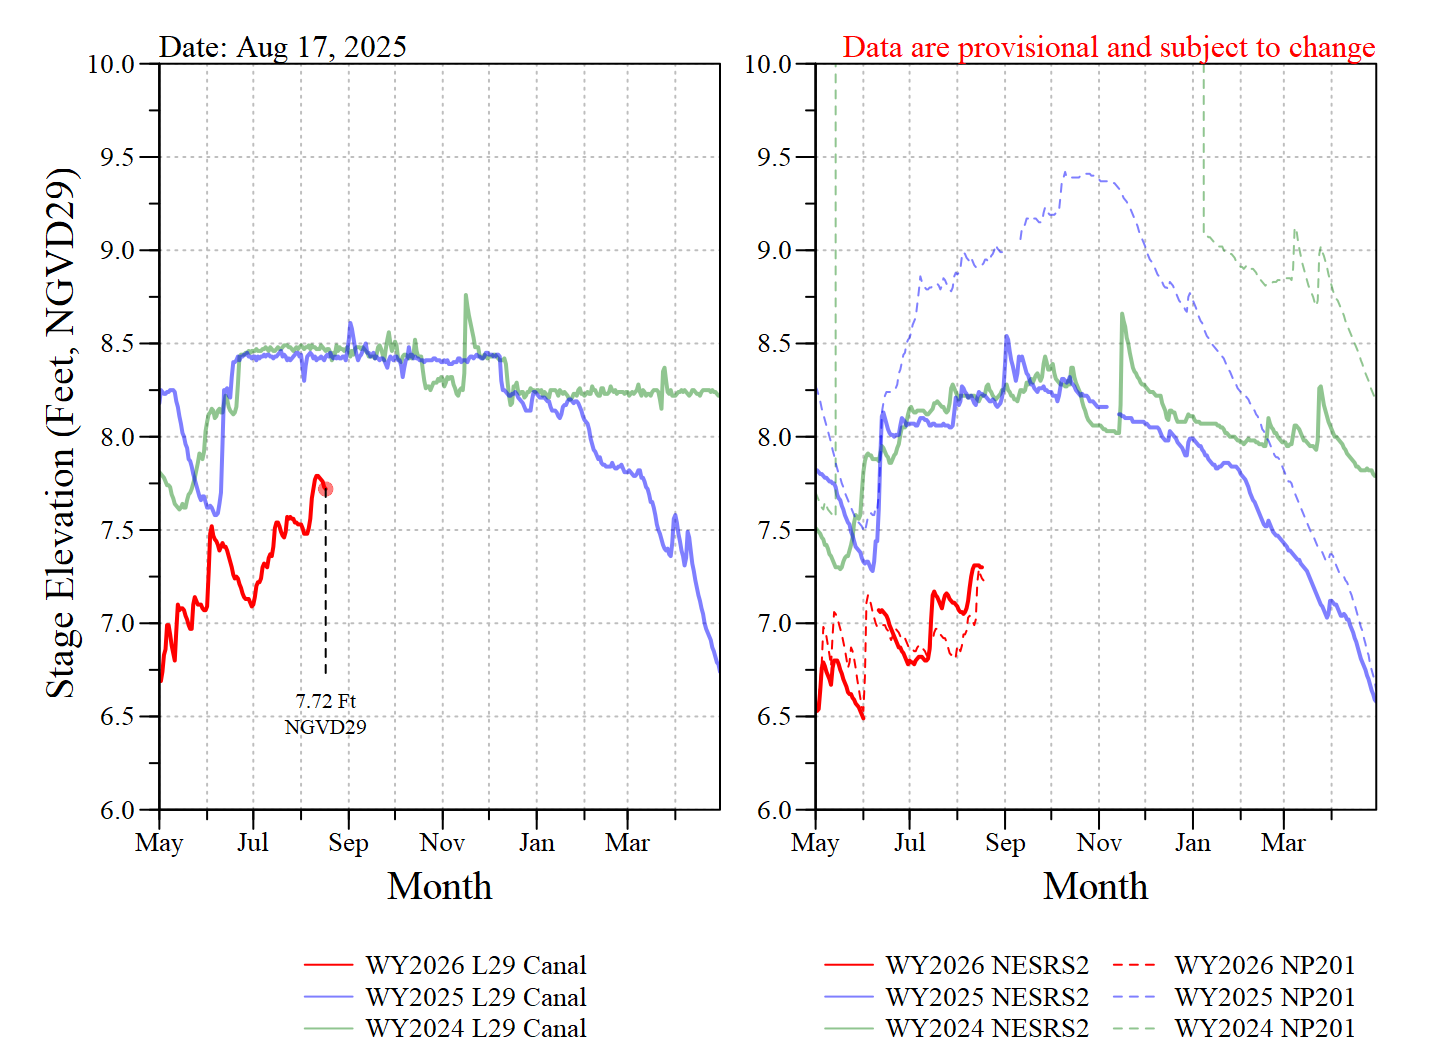 Date: Aug 17, 2025
Data are provisional and subject to change
Stage Elevation (Feet, NGVD29)
10.0
9.5
9.0
8.5
8.0
7.5
7.0
6.5
6.0
7.72 Ft
NGVD29
May Jul Sep Nov Jan Mar
Month
10.0
9.5
9.0
8.5
8.0
7.5
7.0
6.5
6.0
May Jul Sep Nov Jan Mar
Month
WY2026 L29 Canal
WY2025 L29 Canal
WY2024 L29 Canal
WY2026 NESRS2 WY2026 NP201
WY2025 NESRS2 WY2025 NP201
WY2024 NESRS2 WY2024 NP201